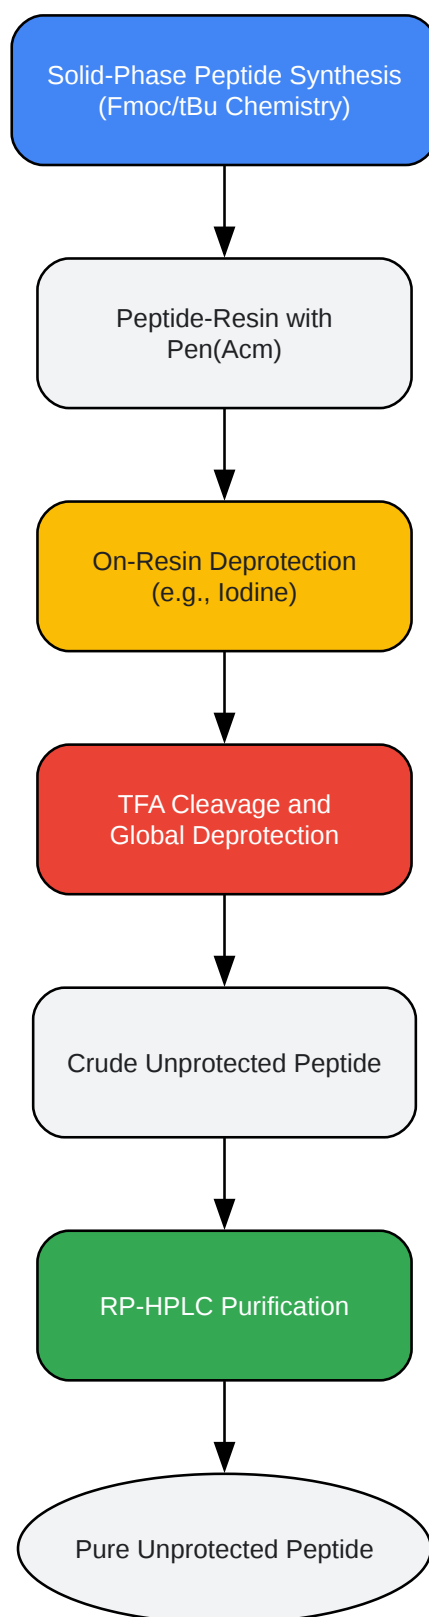 Solid-Phase Peptide Synthesis
(Fmoc/tBu Chemistry)
Peptide-Resin with
Pen(Acm)
On-Resin Deprotection
(e.g., Iodine)
TFA Cleavage and
Global Deprotection
Crude Unprotected Peptide
RP-HPLC Purification
Pure Unprotected Peptide